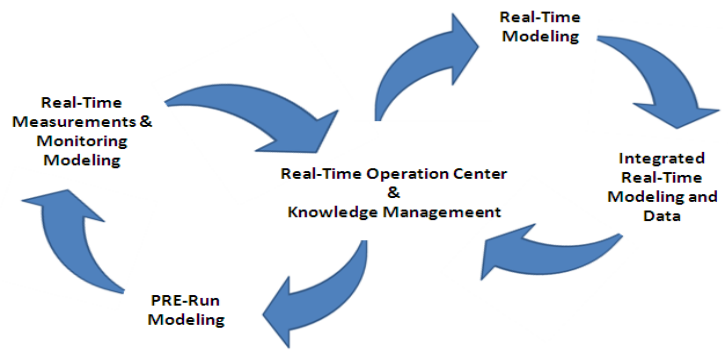 Real-Time
Modeling
Real-Time
Measurements &
Monitoring
Modeling
Real-Time Operation Center
&
Knowledge Managemeent
Integrated
Real-Time
Modeling and
Data
PRE-Run
Modeling